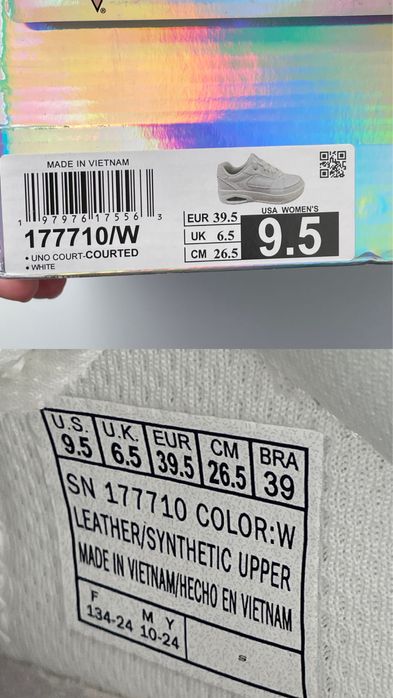 ®
MADE IN VIETNAM
1 97976 17556 3
177710/W
• UNO COURT-COURTED
• WHITE
EUR 39.5
UK 6.5
CM 26.5
USA WOMEN'S
9.5
U.S. U.K. EUR CM BRA
9.5 6.5 39.5 26.5 39
SN 177710 COLOR:W
LEATHER/SYNTHETIC UPPER
MADE IN VIETNAM/HECHO EN VIETNAM
F M Y
134-24 10-24
S